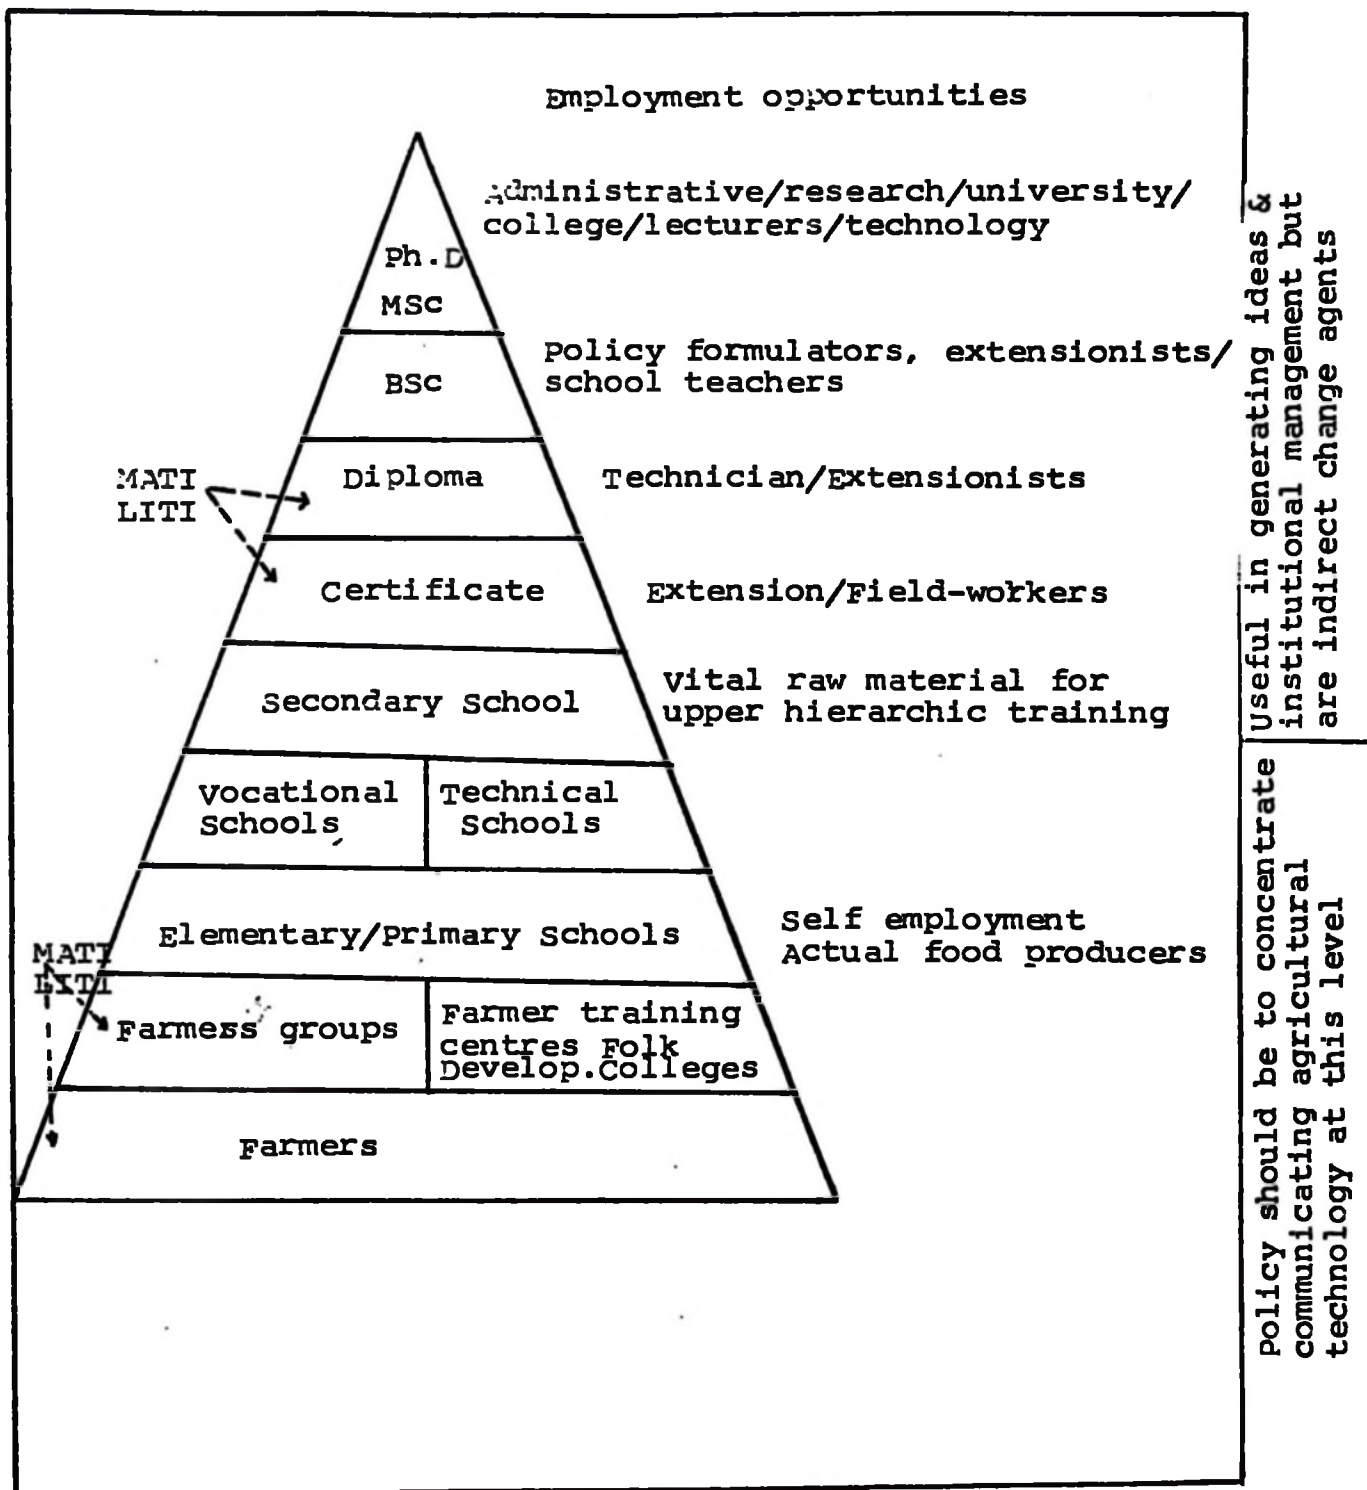 Employment opportunities
Administrative/research/university/
college/lecturers/technology
Ph.D
MSc
Policy formulators, extensionists/
school teachers
BSc
MATI
LITI
Diploma
Technician/Extensionists
Certificate
Extension/Field-workers
Secondary School
Vital raw material for
upper hierarchic training
Vocational
Schools
Technical
Schools
Elementary/Primary Schools
Self employment
Actual food producers
MATI
LITI
Farmess groups
Farmer training
centres Folk
Develop.Colleges
Farmers
Useful in generating ideas &
institutional management but
are indirect change agents
Policy should be to concentrate
communicating agricultural
technology at this level